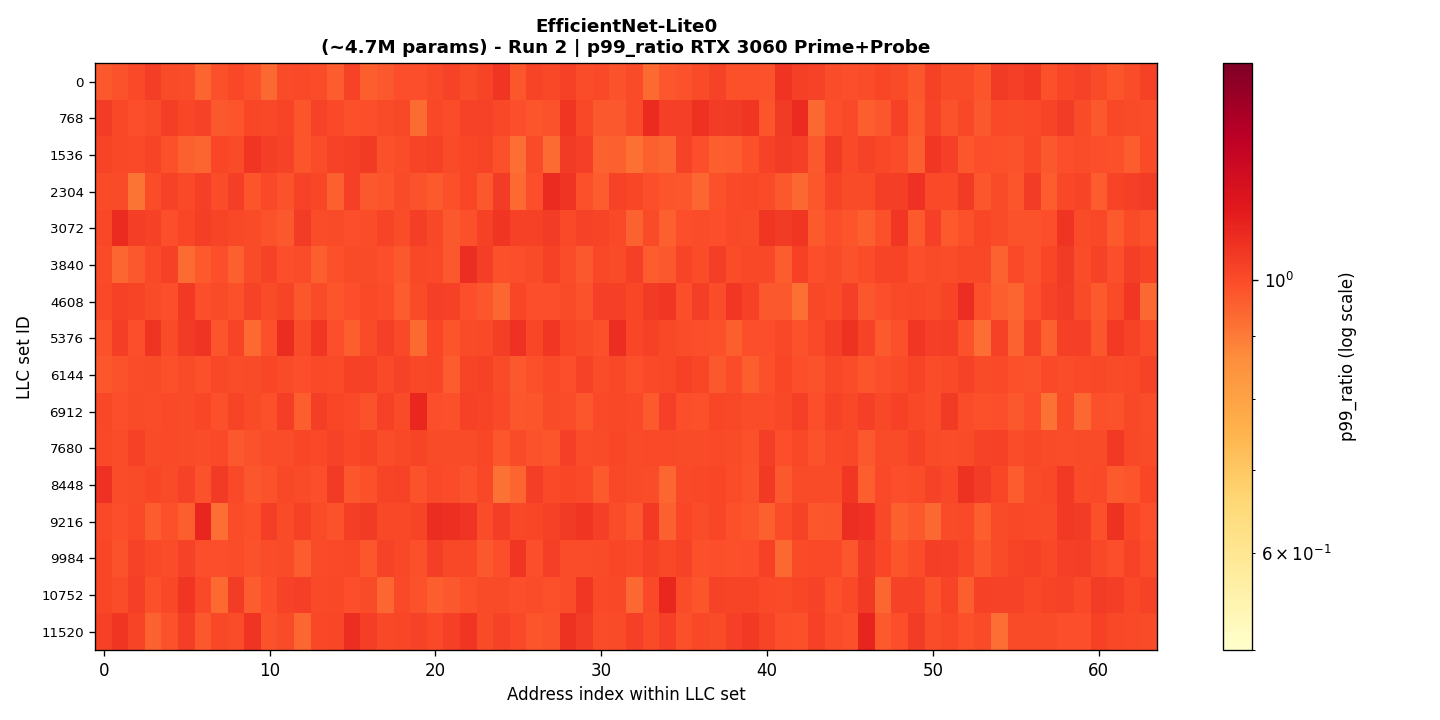 EfficientNet-Lite0
(~4.7M params) - Run 2 | p99_ratio RTX 3060 Prime+Probe
LLC set ID
0
768
1536
2304
3072
3840
4608
5376
6144
6912
7680
8448
9216
9984
10752
11520
0 10 20 30 40 50 60
Address index within LLC set
10⁰
6 × 10⁻¹
p99_ratio (log scale)